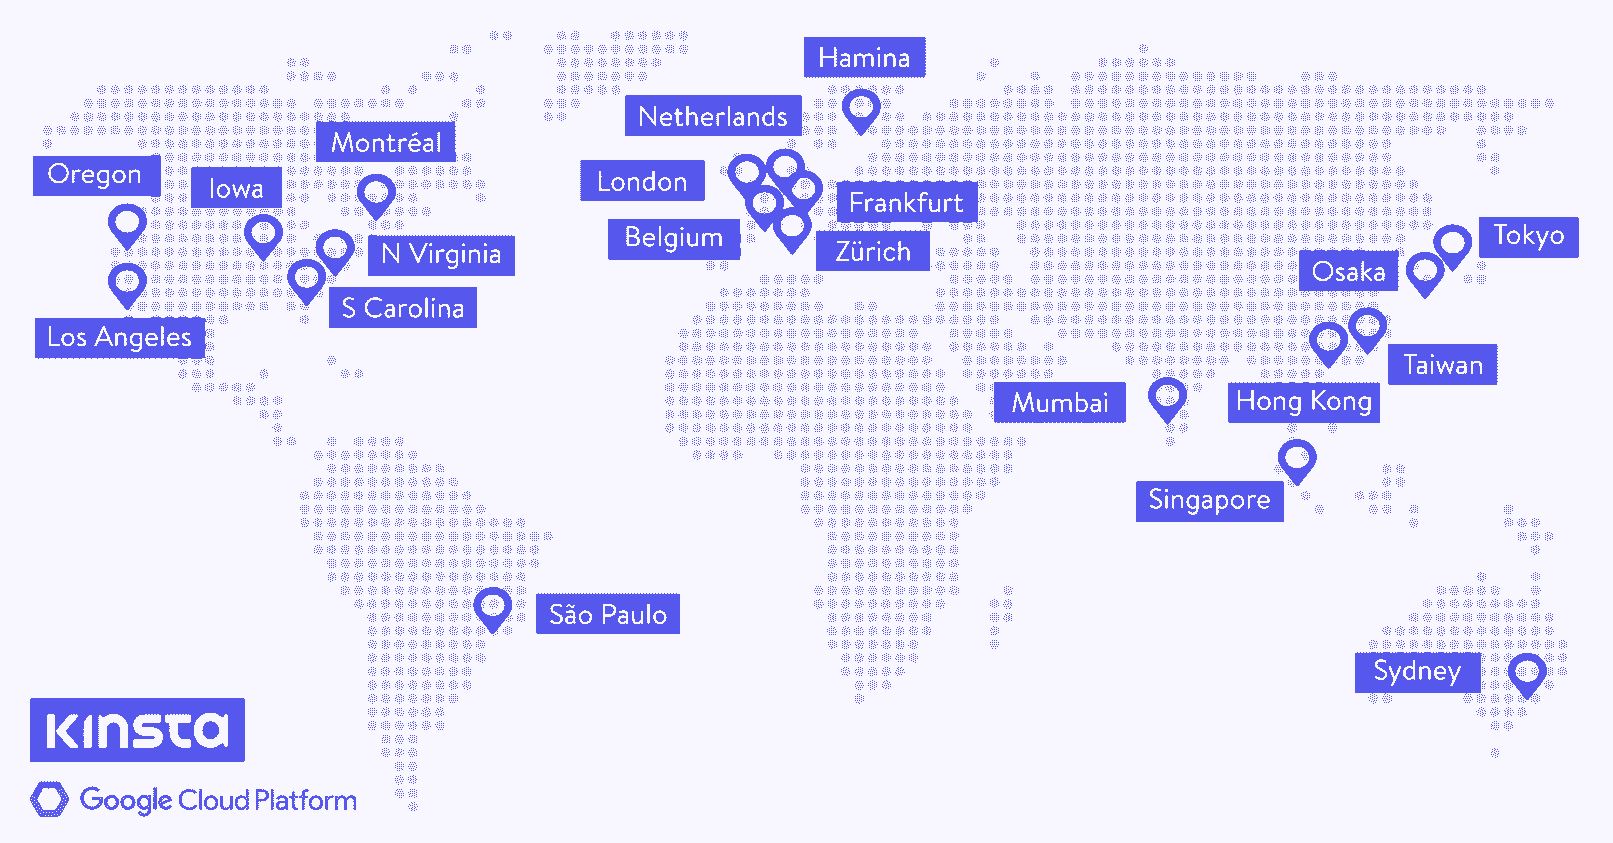 Hamina
Netherlands
Montréal
Oregon
Iowa
London
Frankfurt
Belgium
Zürich
N Virginia
Tokyo
Osaka
S Carolina
Los Angeles
Taiwan
Mumbai
Hong Kong
Singapore
São Paulo
Sydney
KINSTA
Google Cloud Platform